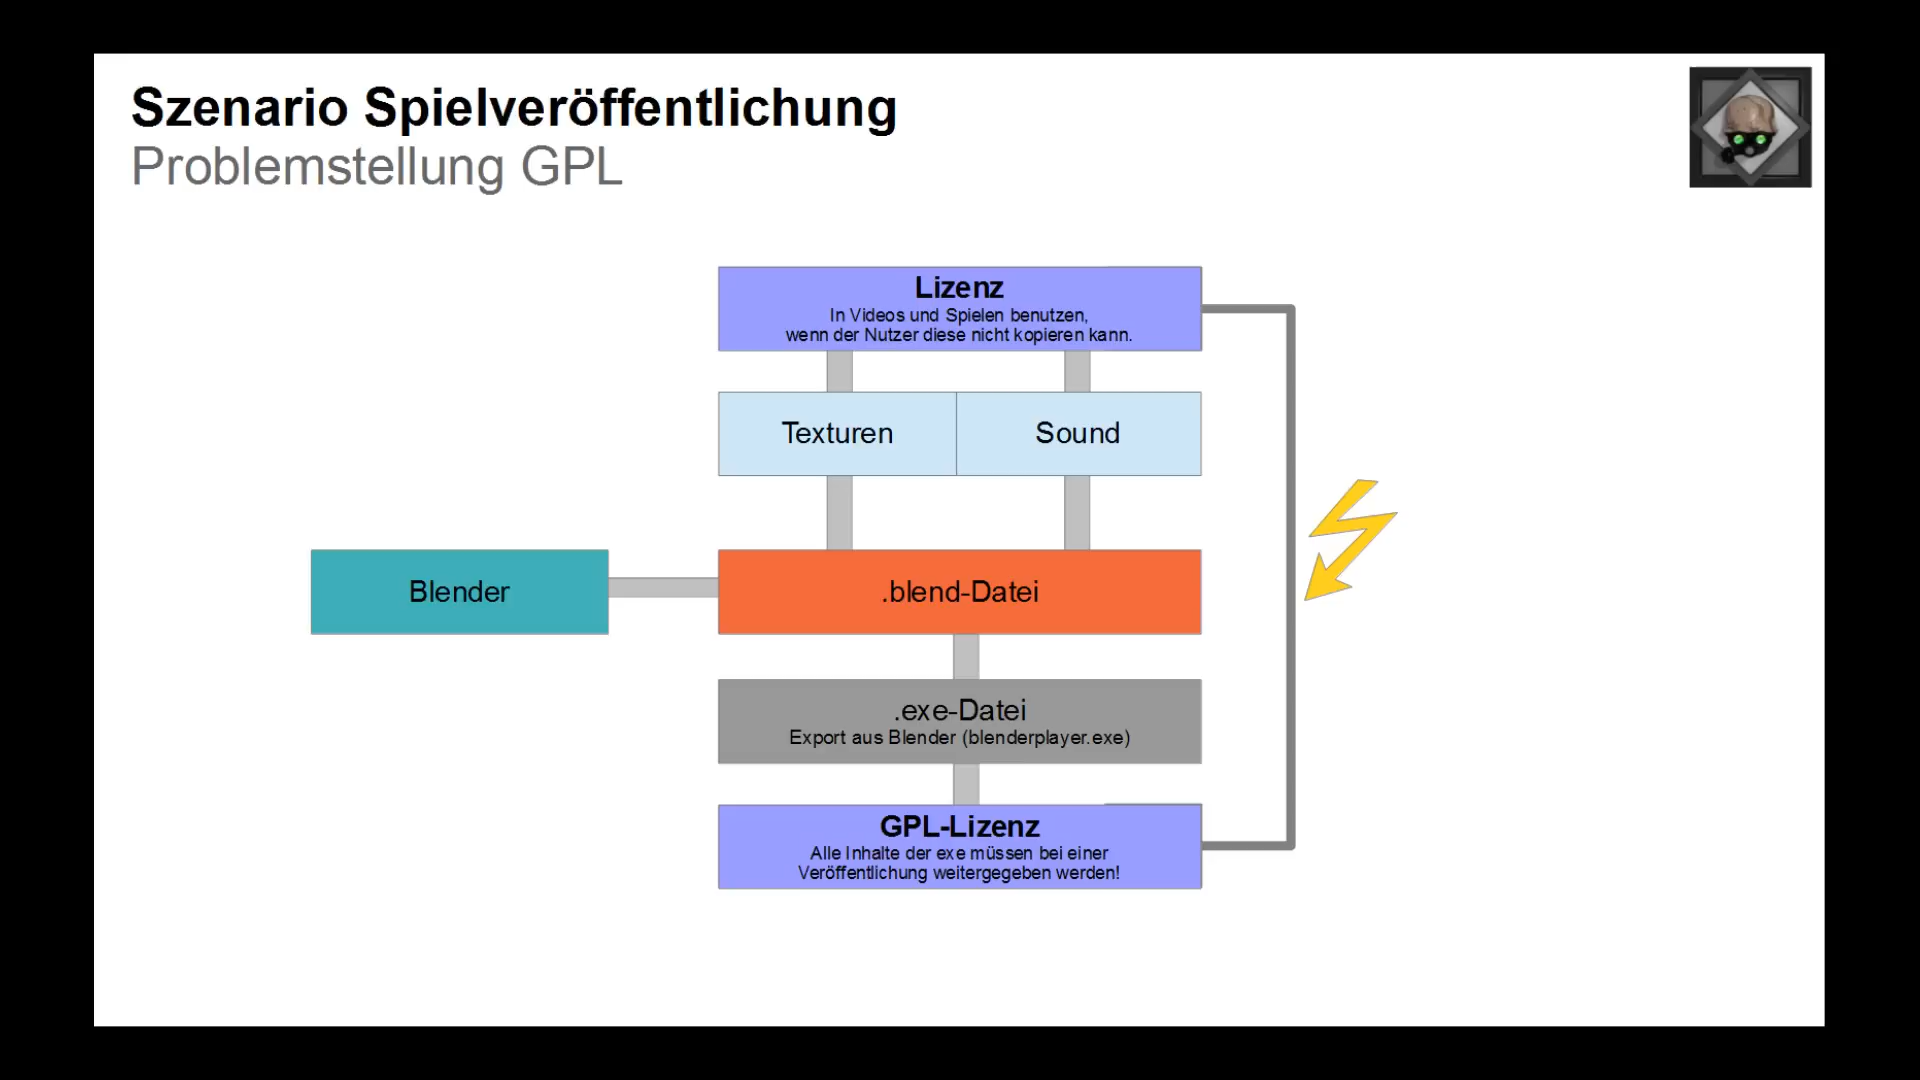 Szenario Spielveröffentlichung
Problemstellung GPL
Lizenz
In Videos und Spielen benutzen,
wenn der Nutzer diese nicht kopieren kann.
Texturen
Sound
Blender
.blend-Datei
.exe-Datei
Export aus Blender (blenderplayer.exe)
GPL-Lizenz
Alle Inhalte der exe müssen bei einer
Veröffentlichung weitergegeben werden!